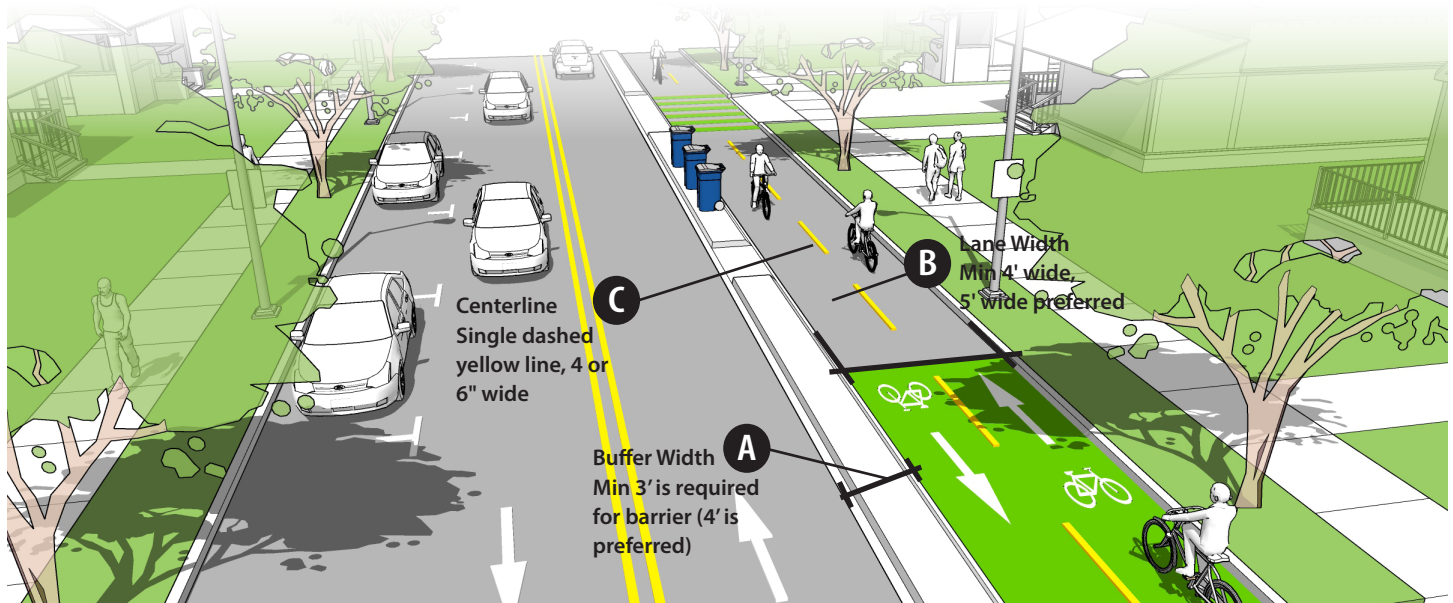 C
Centerline
Single dashed
yellow line, 4 or
6" wide
B
Lane Width
Min 4' wide,
5' wide preferred
A
Buffer Width
Min 3’ is required
for barrier (4’ is
preferred)